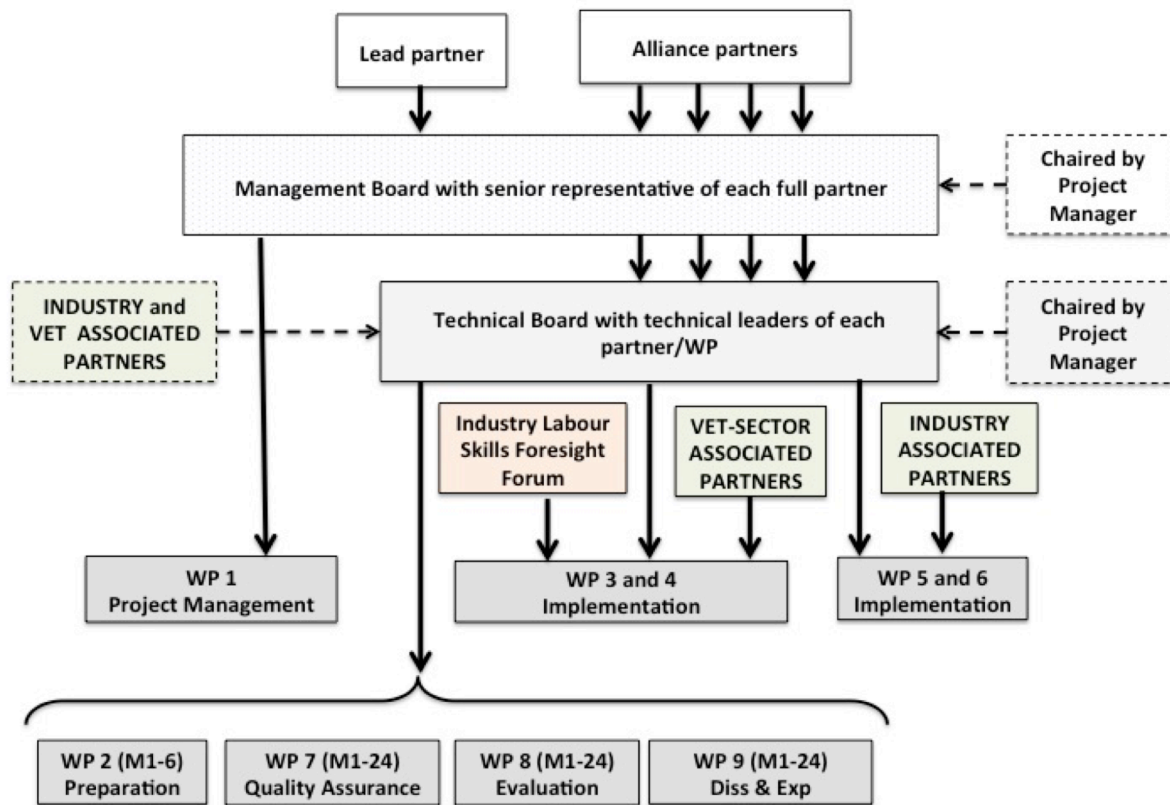 Lead partner
Alliance partners
Management Board with senior representative of each full partner
Chaired by
Project
Manager
INDUSTRY and
VET ASSOCIATED
PARTNERS
Technical Board with technical leaders of each
partner/WP
Chaired by
Project
Manager
Industry Labour
Skills Foresight
Forum
VET-SECTOR
ASSOCIATED
PARTNERS
INDUSTRY
ASSOCIATED
PARTNERS
WP 1
Project Management
WP 3 and 4
Implementation
WP 5 and 6
Implementation
WP 2 (M1-6)
Preparation
WP 7 (M1-24)
Quality Assurance
WP 8 (M1-24)
Evaluation
WP 9 (M1-24)
Diss & Exp